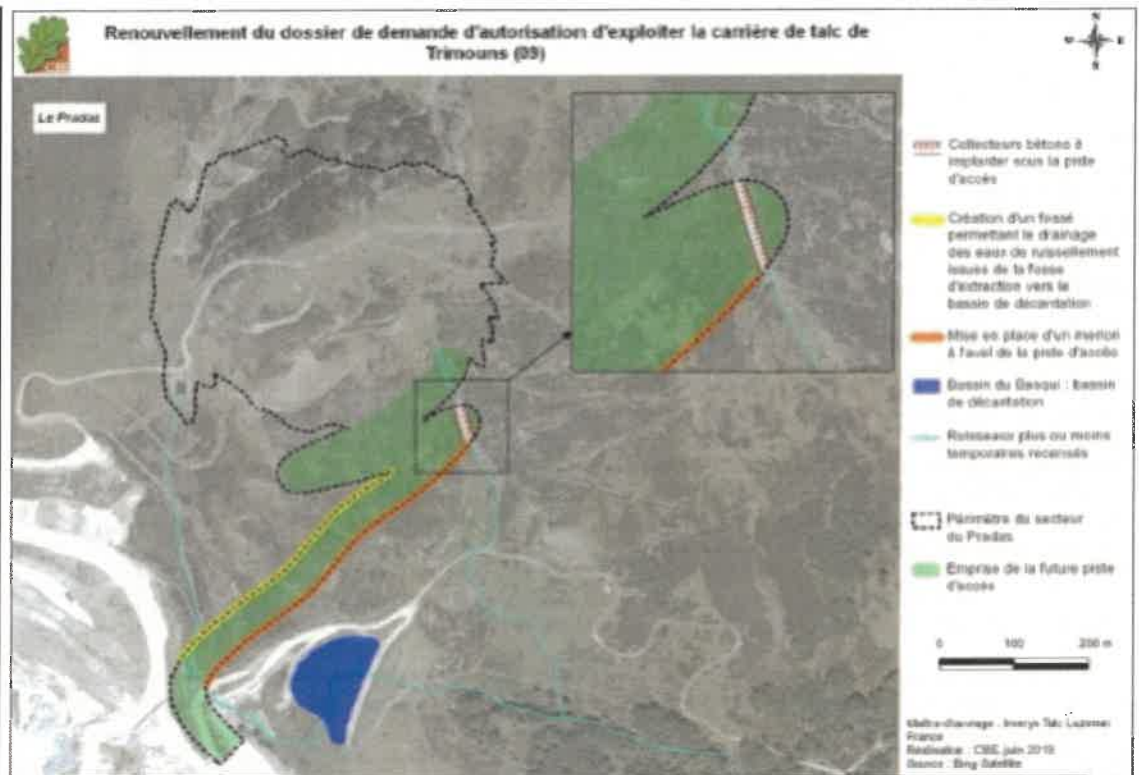 Renouvellement du dossier de demande d'autorisation d'exploiter la carrière de talc de
Trimouns (09)
N
O
E
S
Le Pradas
Collecteurs bétons à
implanter sous la piste
d'accès
Création d'un fossé
permettant le drainage
des eaux de ruissellement
issues de la fosse
d'extraction vers le
bassin de décantation
Mise en place d'un merlon
à l'aval de la piste d'accès
Bassin du Basqui : bassin
de décantation
Ruisseaux plus ou moins
temporaires recensés
Périmètre du secteur
du Pradas
Emprise de la future piste
d'accès
0 100 200 m
Maître d'ouvrage : Imerys Talc Luzenac
France
Réalisation : CBE, juin 2019
Source : Bing Satellite